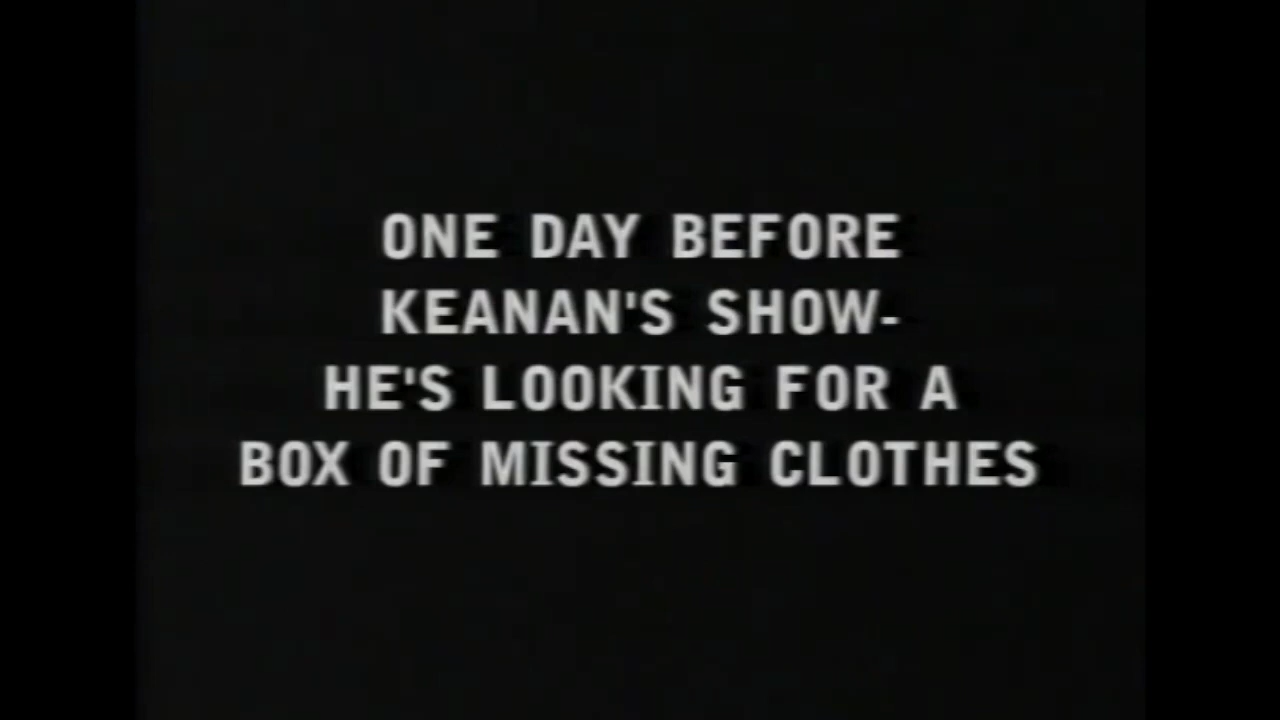 ONE DAY BEFORE
KEANAN'S SHOW-
HE'S LOOKING FOR A
BOX OF MISSING CLOTHES